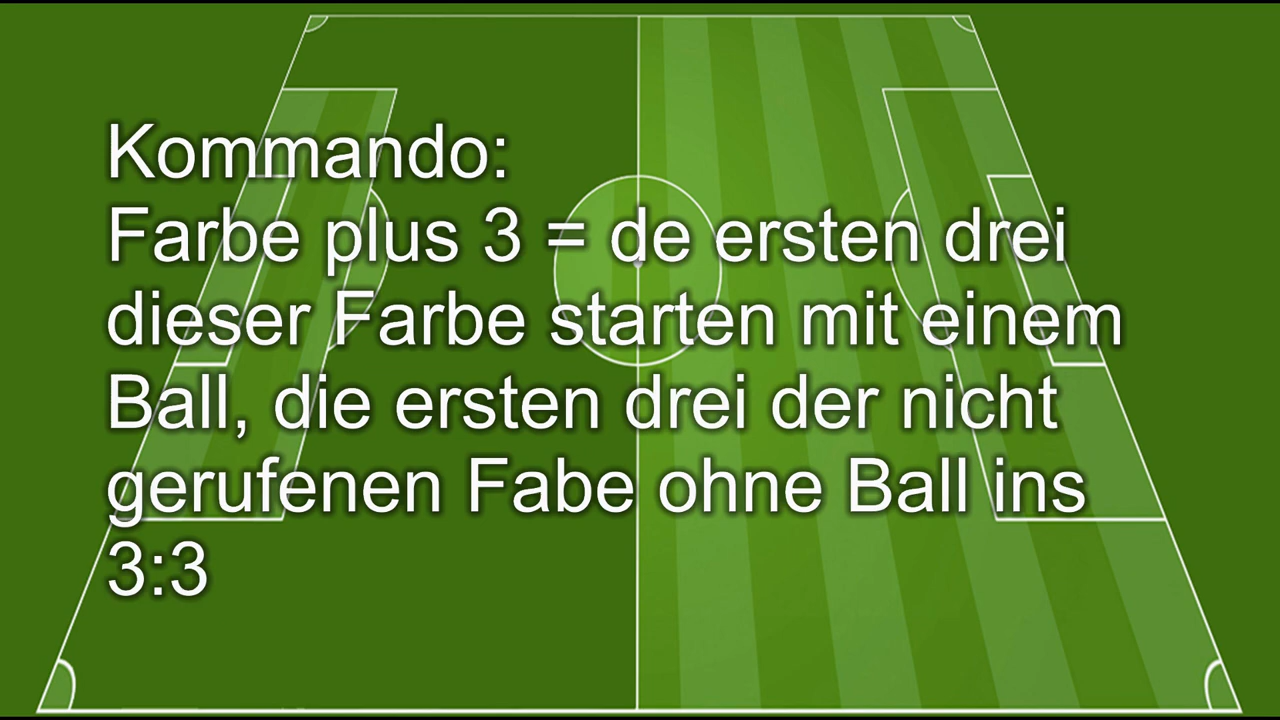 Kommando:
Farbe plus 3 = de ersten drei
dieser Farbe starten mit einem
Ball, die ersten drei der nicht
gerufenen Fabe ohne Ball ins
3:3